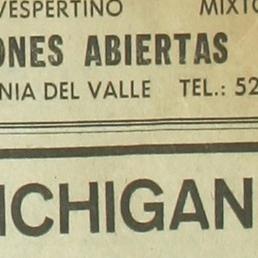 VESPERTINO MIXTO
ONES ABIERTAS
NIA DEL VALLE TEL.: 52
ICHIGAN